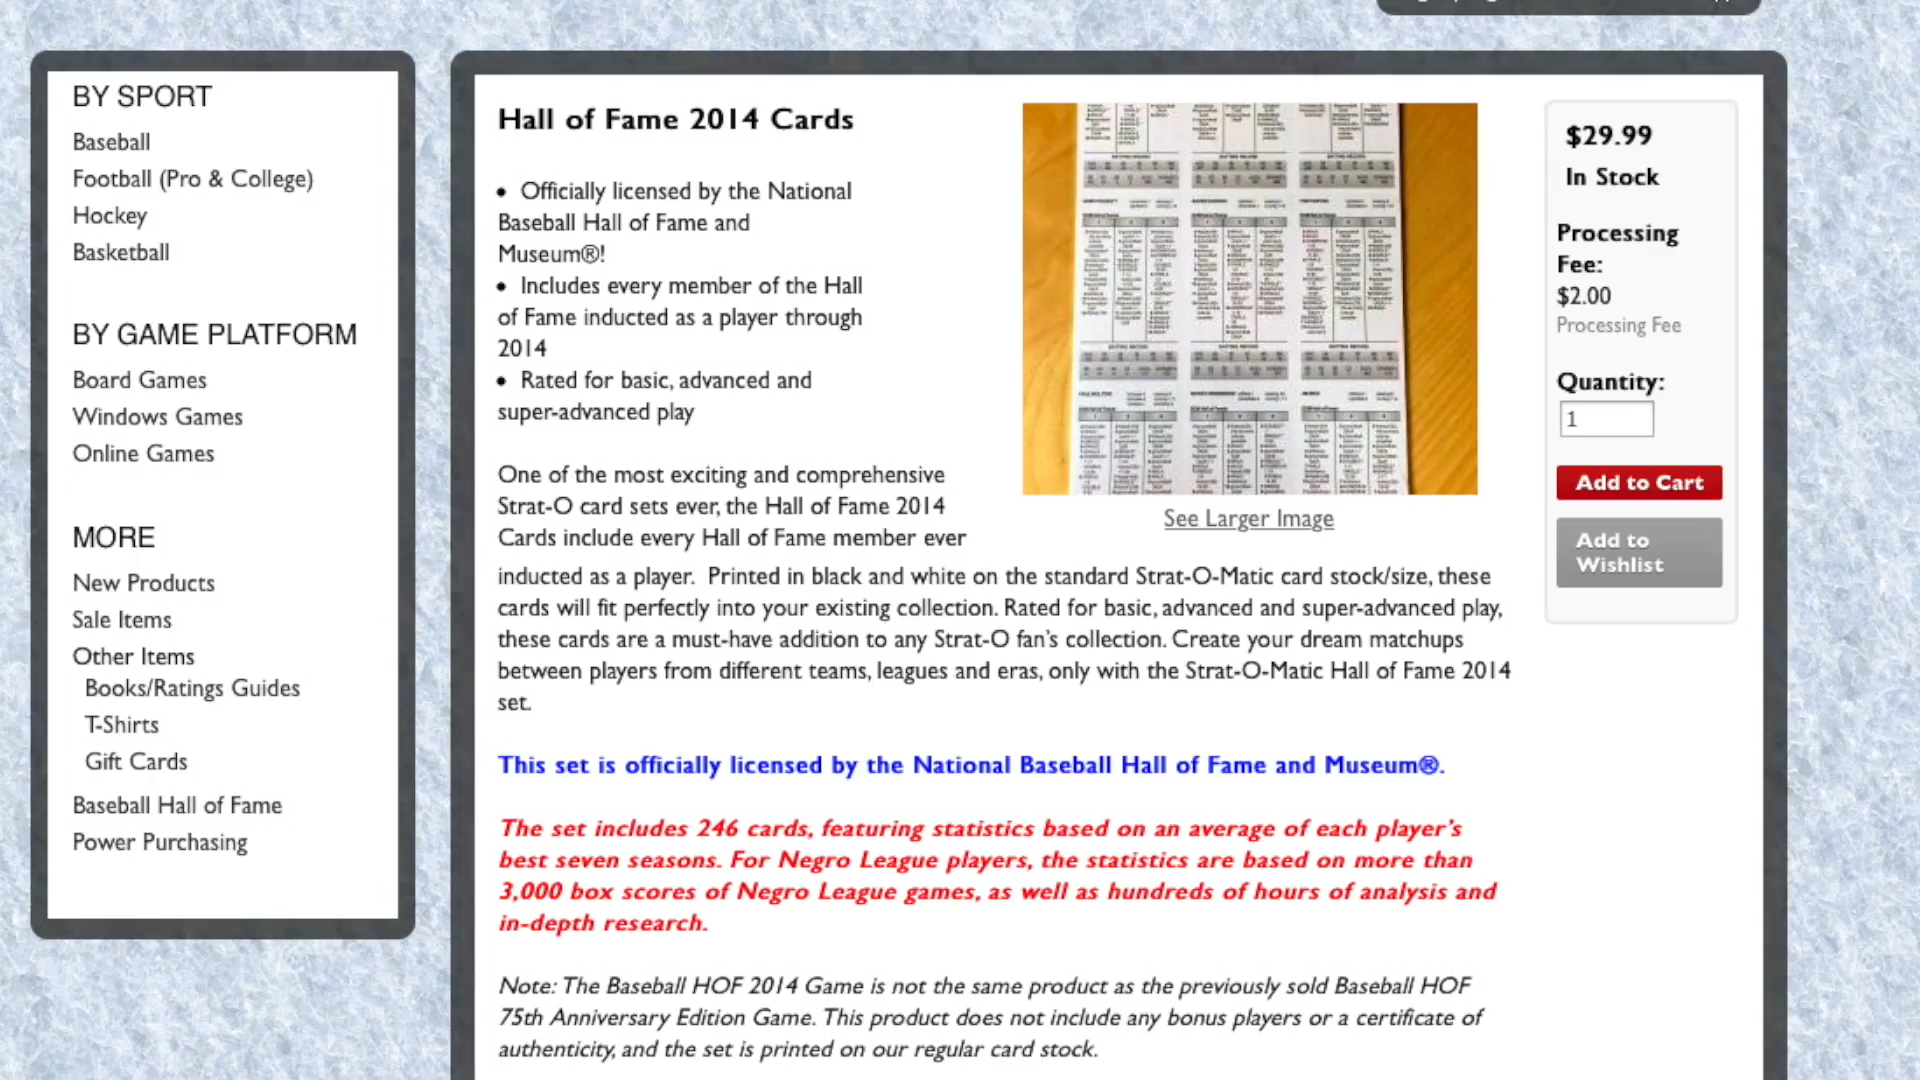 BY SPORT
Baseball
Football (Pro & College)
Hockey
Basketball
BY GAME PLATFORM
Board Games
Windows Games
Online Games
MORE
New Products
Sale Items
Other Items
Books/Ratings Guides
T-Shirts
Gift Cards
Baseball Hall of Fame
Power Purchasing
Hall of Fame 2014 Cards
• Officially licensed by the National
Baseball Hall of Fame and
Museum®!
• Includes every member of the Hall
of Fame inducted as a player through
2014
• Rated for basic, advanced and
super-advanced play
One of the most exciting and comprehensive
Strat-O card sets ever, the Hall of Fame 2014
Cards include every Hall of Fame member ever
inducted as a player. Printed in black and white on the standard Strat-O-Matic card stock/size, these
cards will fit perfectly into your existing collection. Rated for basic, advanced and super-advanced play,
these cards are a must-have addition to any Strat-O fan's collection. Create your dream matchups
between players from different teams, leagues and eras, only with the Strat-O-Matic Hall of Fame 2014
set.
This set is officially licensed by the National Baseball Hall of Fame and Museum®.
The set includes 246 cards, featuring statistics based on an average of each player's
best seven seasons. For Negro League players, the statistics are based on more than
3,000 box scores of Negro League games, as well as hundreds of hours of analysis and
in-depth research.
Note: The Baseball HOF 2014 Game is not the same product as the previously sold Baseball HOF
75th Anniversary Edition Game. This product does not include any bonus players or a certificate of
authenticity, and the set is printed on our regular card stock.
See Larger Image
$29.99
In Stock
Processing
Fee:
$2.00
Processing Fee
Quantity:
1
Add to Cart
Add to
Wishlist